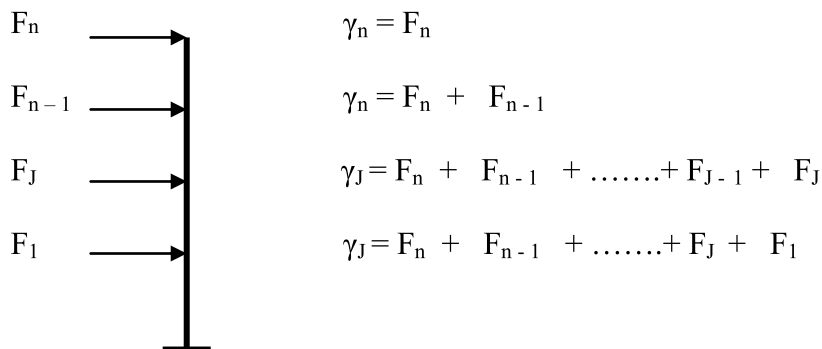 Fn γn = Fn
Fn – 1 γn = Fn + Fn - 1
FJ γJ = Fn + Fn - 1 + …….+ FJ - 1 + FJ
F1 γJ = Fn + Fn - 1 + …….+ FJ + F1